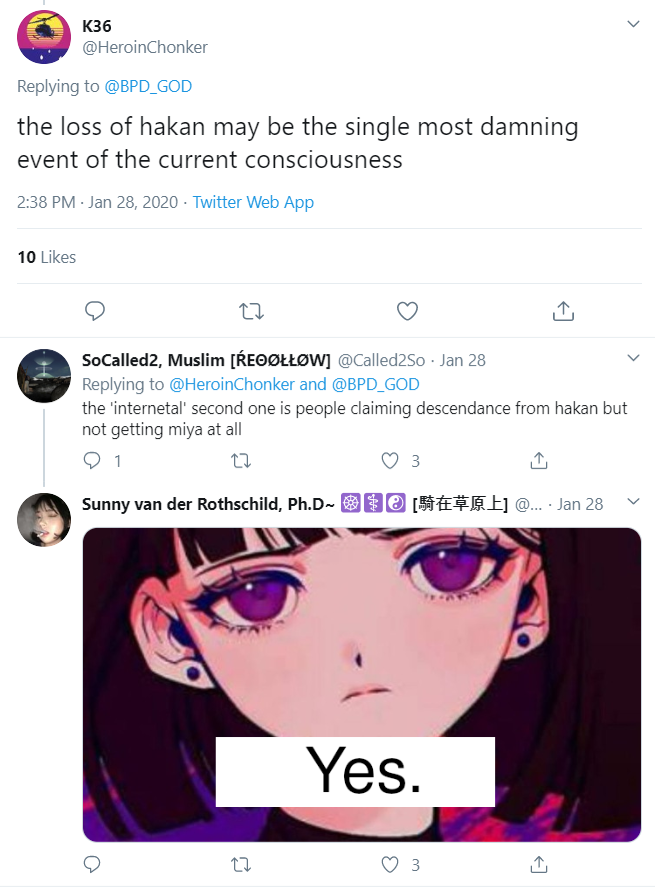 K36
@HeroinChonker
Replying to @BPD_GOD
the loss of hakan may be the single most damning
event of the current consciousness
2:38 PM · Jan 28, 2020 · Twitter Web App
10 Likes
SoCalled2, Muslim [ŔEʘØŁŁØW] @Called2So · Jan 28
Replying to @HeroinChonker and @BPD_GOD
the 'internetal' second one is people claiming descendance from hakan but
not getting miya at all
1 3
Sunny van der Rothschild, Ph.D~ ☸️⚕️☯️ [騎在草原上] @... · Jan 28
Yes.
3